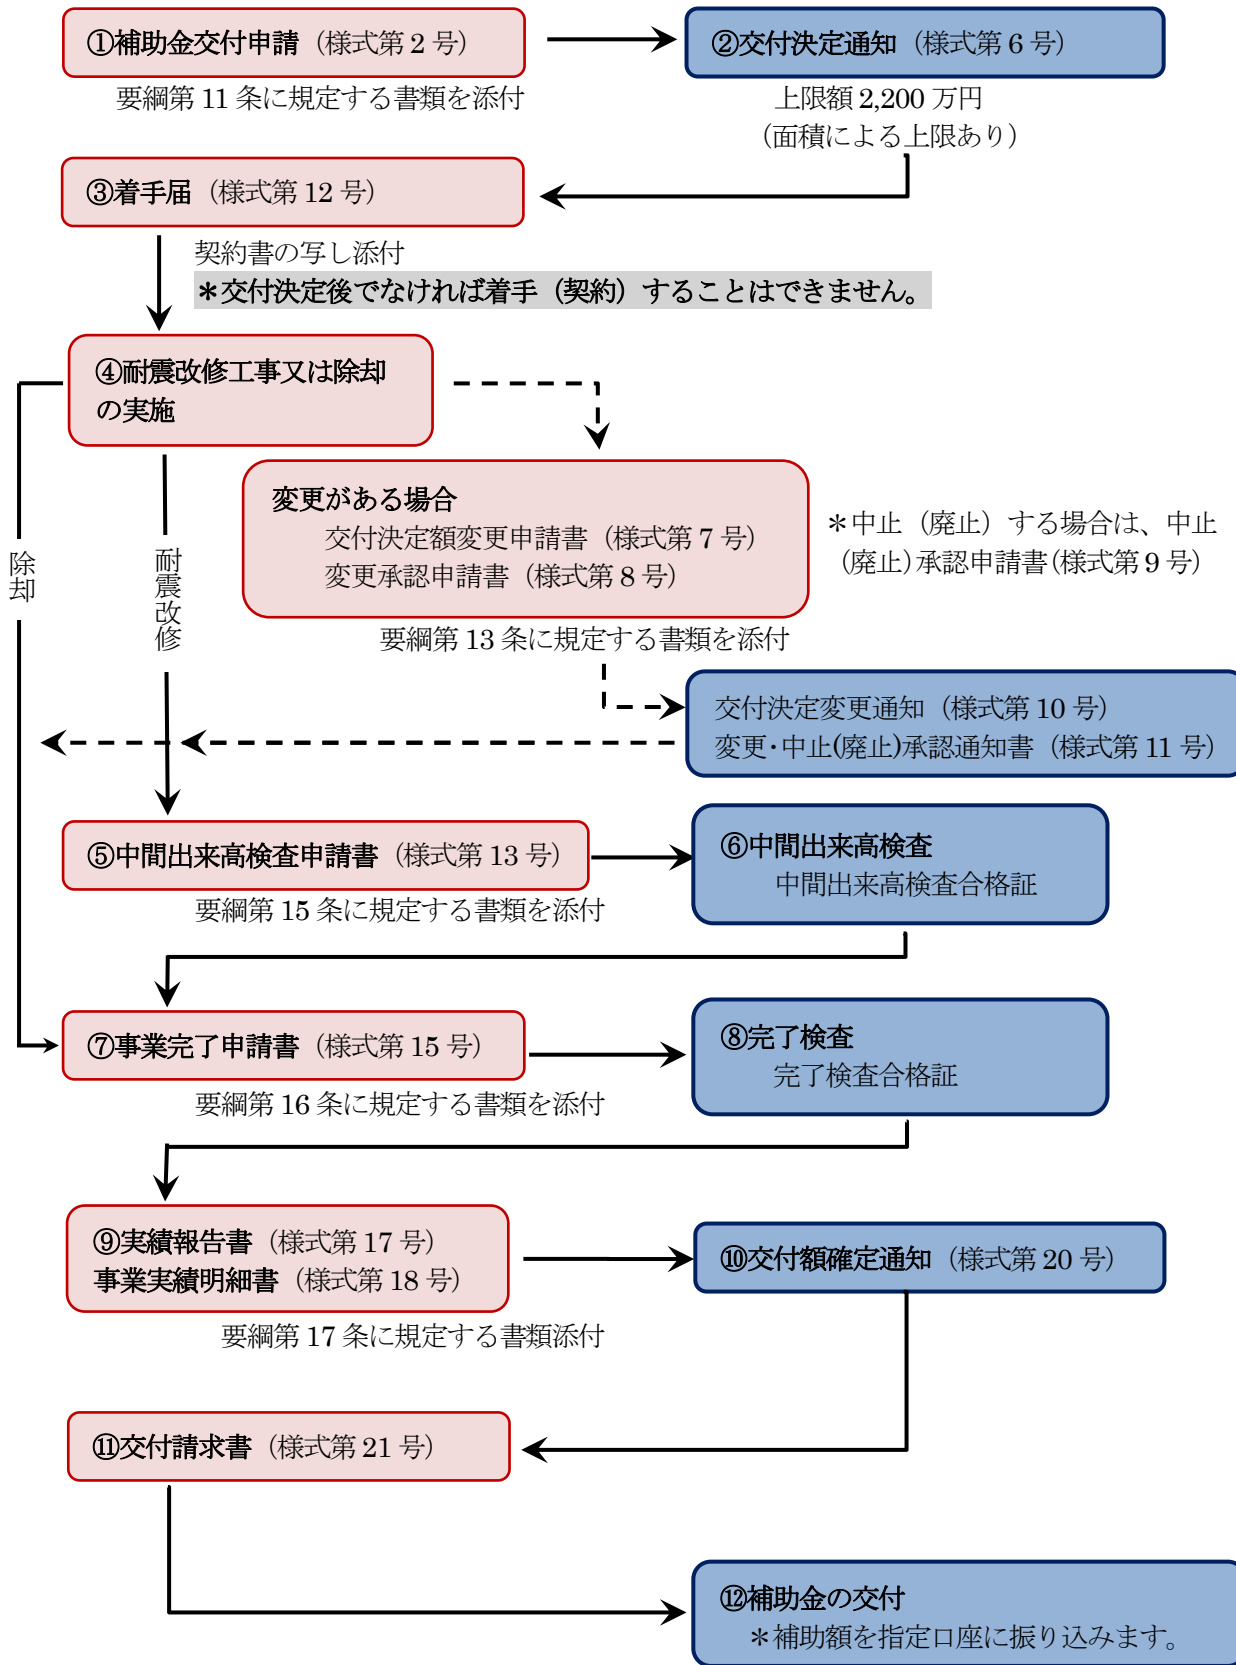 ①補助金交付申請（様式第 2 号）
②交付決定通知（様式第 6 号）
要綱第 11 条に規定する書類を添付
上限額 2,200 万円
（面積による上限あり）
③着手届（様式第 12 号）
契約書の写し添付
＊交付決定後でなければ着手（契約）することはできません。
④耐震改修工事又は除却
の実施
変更がある場合
交付決定額変更申請書（様式第 7 号）
変更承認申請書（様式第 8 号）
＊中止（廃止）する場合は、中止
（廃止）承認申請書(様式第 9 号)
除却
耐震改修
要綱第 13 条に規定する書類を添付
交付決定変更通知（様式第 10 号）
変更・中止(廃止)承認通知書（様式第 11 号）
⑤中間出来高検査申請書（様式第 13 号）
⑥中間出来高検査
中間出来高検査合格証
要綱第 15 条に規定する書類を添付
⑦事業完了申請書（様式第 15 号）
⑧完了検査
完了検査合格証
要綱第 16 条に規定する書類を添付
⑨実績報告書（様式第 17 号）
事業実績明細書（様式第 18 号）
⑩交付額確定通知（様式第 20 号）
要綱第 17 条に規定する書類添付
⑪交付請求書（様式第 21 号）
⑫補助金の交付
＊補助額を指定口座に振り込みます。